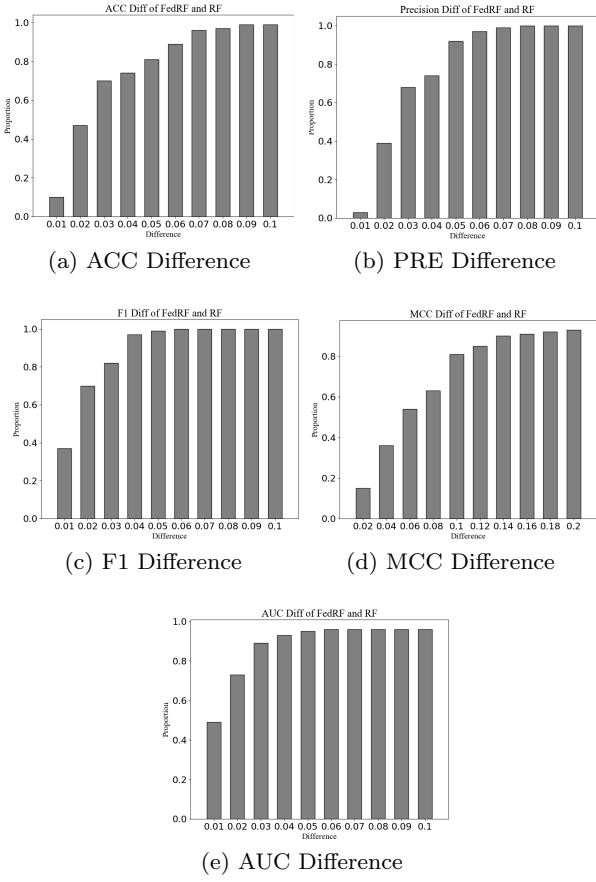 ACC Diff of FedRF and RF
1.0
0.8
0.6
0.4
0.2
0.0
Proportion
0.01 0.02 0.03 0.04 0.05 0.06 0.07 0.08 0.09 0.1
Difference
(a) ACC Difference
Precision Diff of FedRF and RF
1.0
0.8
0.6
0.4
0.2
0.0
Proportion
0.01 0.02 0.03 0.04 0.05 0.06 0.07 0.08 0.09 0.1
Difference
(b) PRE Difference
F1 Diff of FedRF and RF
1.0
0.8
0.6
0.4
0.2
0.0
Proportion
0.01 0.02 0.03 0.04 0.05 0.06 0.07 0.08 0.09 0.1
Difference
(c) F1 Difference
MCC Diff of FedRF and RF
0.8
0.6
0.4
0.2
0.0
Proportion
0.02 0.04 0.06 0.08 0.1 0.12 0.14 0.16 0.18 0.2
Difference
(d) MCC Difference
AUC Diff of FedRF and RF
1.0
0.8
0.6
0.4
0.2
0.0
Proportion
0.01 0.02 0.03 0.04 0.05 0.06 0.07 0.08 0.09 0.1
Difference
(e) AUC Difference